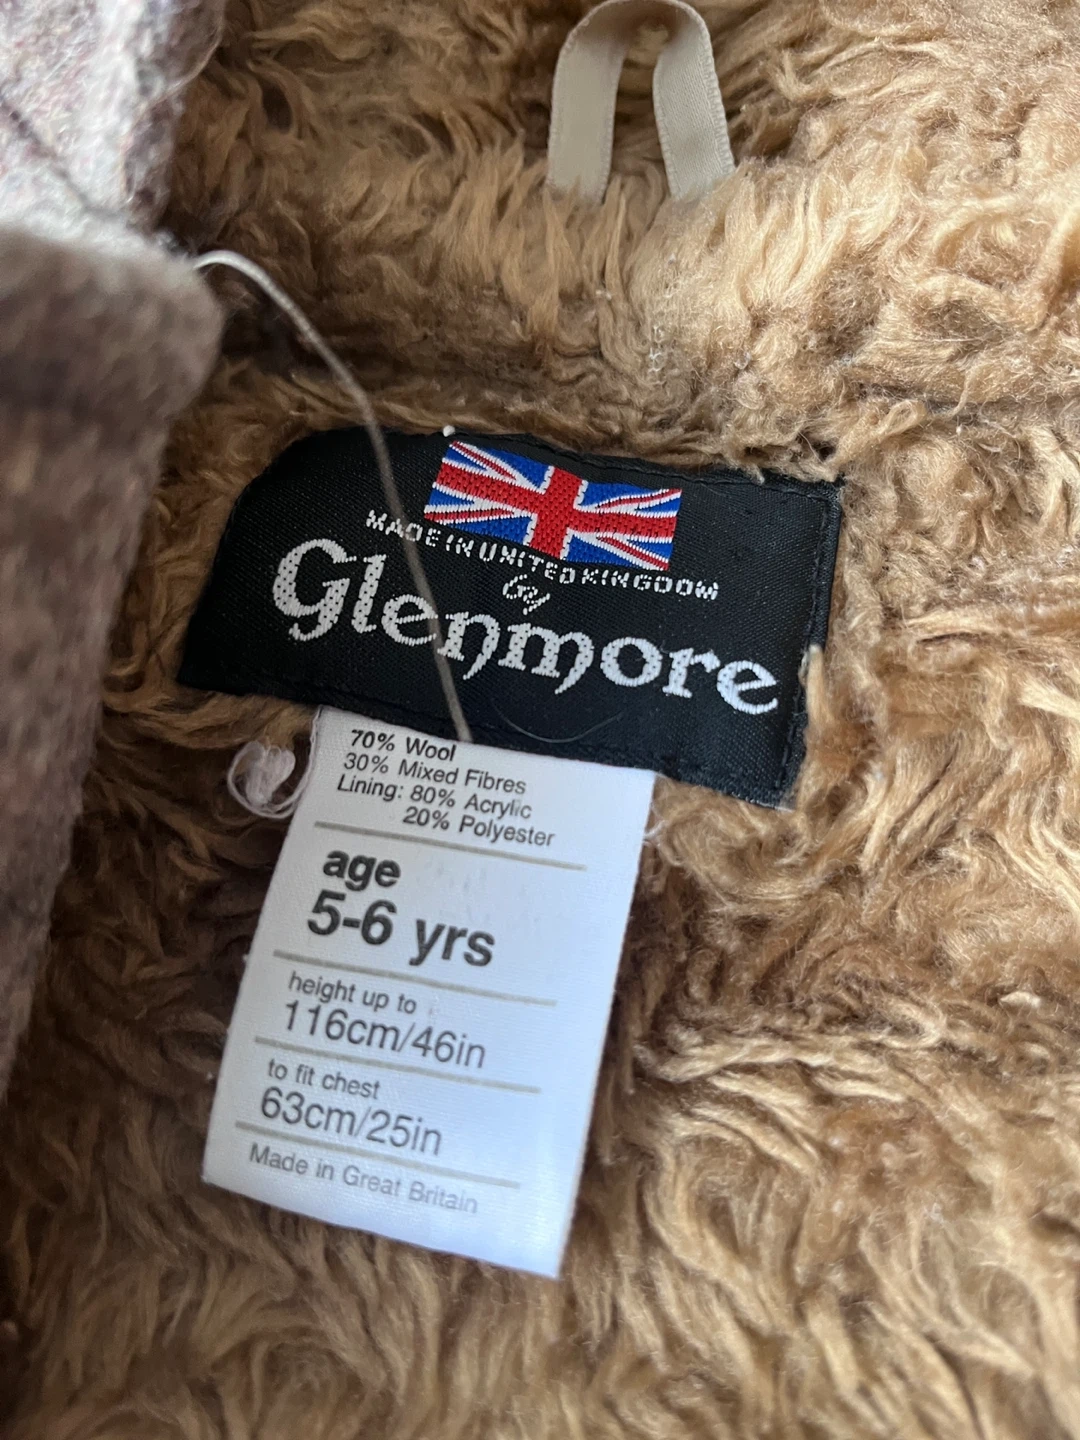 MADE IN UNITED KINGDOM
by
Glenmore
70% Wool
30% Mixed Fibres
Lining: 80% Acrylic
20% Polyester
age
5-6 yrs
height up to
116cm/46in
to fit chest
63cm/25in
Made in Great Britain